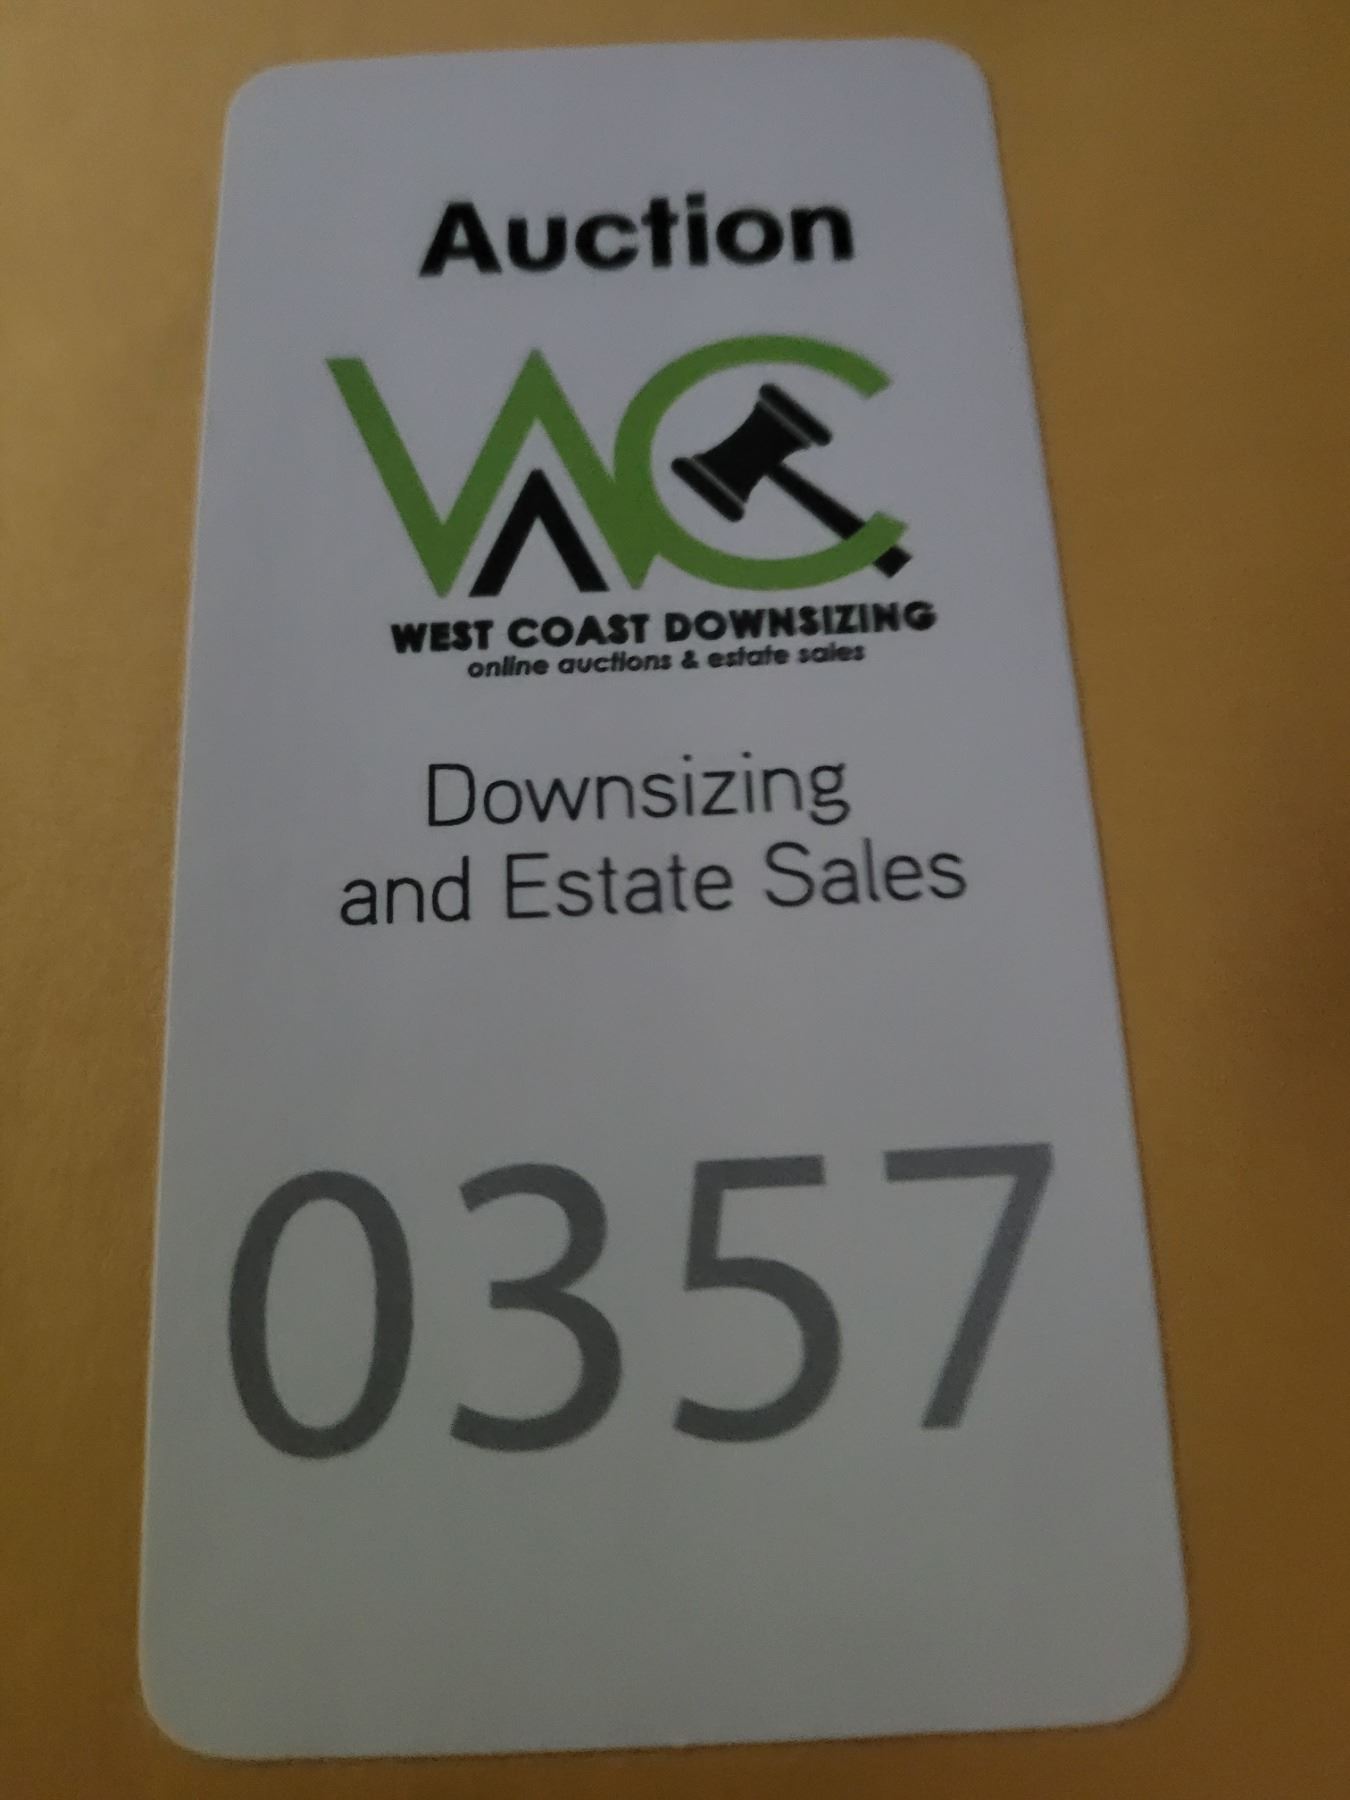 Auction
WC
WEST COAST DOWNSIZING
online auctions & estate sales
Downsizing
and Estate Sales
0357